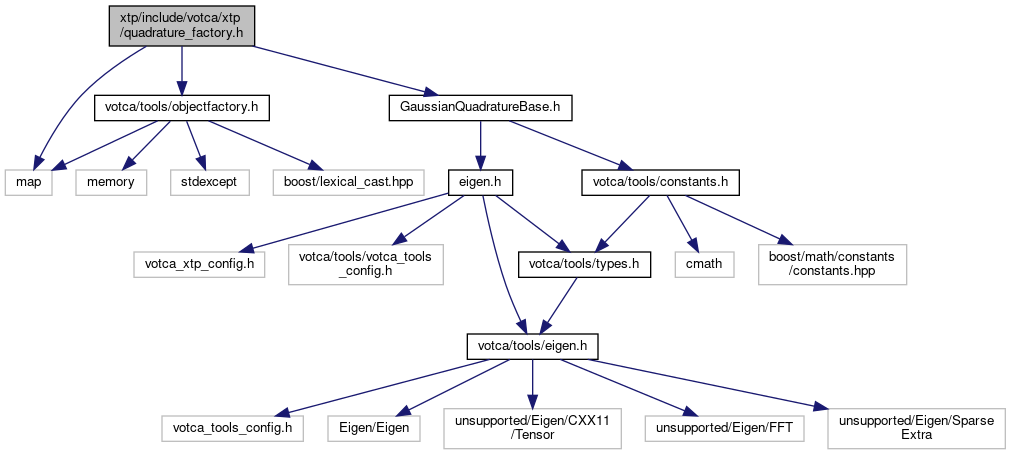 xtp/include/votca/xtp
/quadrature_factory.h
votca/tools/objectfactory.h
GaussianQuadratureBase.h
map
memory
stdexcept
boost/lexical_cast.hpp
eigen.h
votca/tools/constants.h
votca_xtp_config.h
votca/tools/votca_tools
_config.h
votca/tools/types.h
cmath
boost/math/constants
/constants.hpp
votca/tools/eigen.h
votca_tools_config.h
Eigen/Eigen
unsupported/Eigen/CXX11
/Tensor
unsupported/Eigen/FFT
unsupported/Eigen/Sparse
Extra